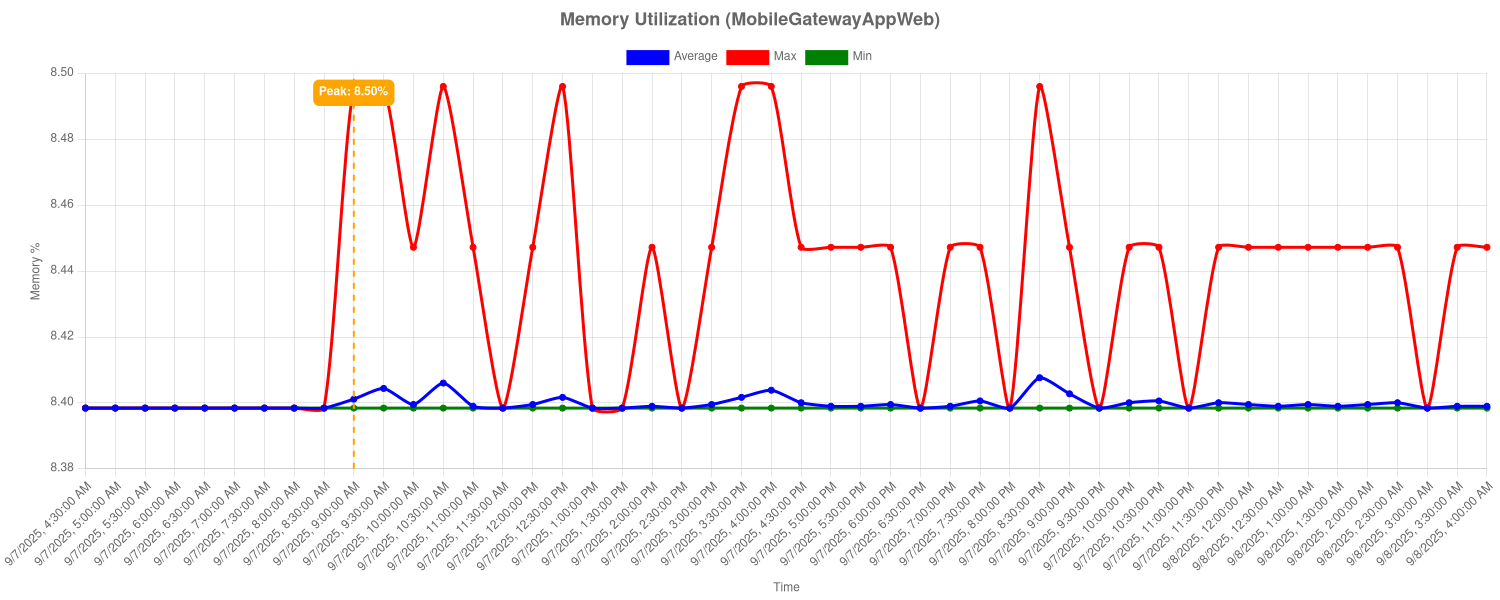 Memory Utilization (MobileGatewayAppWeb)
Average Max Min
8.50
Peak: 8.50%
8.48
8.46
8.44
8.42
8.40
8.38
Memory %
9/7/2025, 4:30:00 AM
9/7/2025, 5:00:00 AM
9/7/2025, 5:30:00 AM
9/7/2025, 6:00:00 AM
9/7/2025, 6:30:00 AM
9/7/2025, 7:00:00 AM
9/7/2025, 7:30:00 AM
9/7/2025, 8:00:00 AM
9/7/2025, 8:30:00 AM
9/7/2025, 9:00:00 AM
9/7/2025, 9:30:00 AM
9/7/2025, 10:00:00 AM
9/7/2025, 10:30:00 AM
9/7/2025, 11:00:00 AM
9/7/2025, 11:30:00 AM
9/7/2025, 12:00:00 PM
9/7/2025, 12:30:00 PM
9/7/2025, 1:00:00 PM
9/7/2025, 1:30:00 PM
9/7/2025, 2:00:00 PM
9/7/2025, 2:30:00 PM
9/7/2025, 3:00:00 PM
9/7/2025, 3:30:00 PM
9/7/2025, 4:00:00 PM
9/7/2025, 4:30:00 PM
9/7/2025, 5:00:00 PM
9/7/2025, 5:30:00 PM
9/7/2025, 6:00:00 PM
9/7/2025, 6:30:00 PM
9/7/2025, 7:00:00 PM
9/7/2025, 7:30:00 PM
9/7/2025, 8:00:00 PM
9/7/2025, 8:30:00 PM
9/7/2025, 9:00:00 PM
9/7/2025, 9:30:00 PM
9/7/2025, 10:00:00 PM
9/7/2025, 10:30:00 PM
9/7/2025, 11:00:00 PM
9/7/2025, 11:30:00 PM
9/8/2025, 12:00:00 AM
9/8/2025, 12:30:00 AM
9/8/2025, 1:00:00 AM
9/8/2025, 1:30:00 AM
9/8/2025, 2:00:00 AM
9/8/2025, 2:30:00 AM
9/8/2025, 3:00:00 AM
9/8/2025, 3:30:00 AM
9/8/2025, 4:00:00 AM
Time